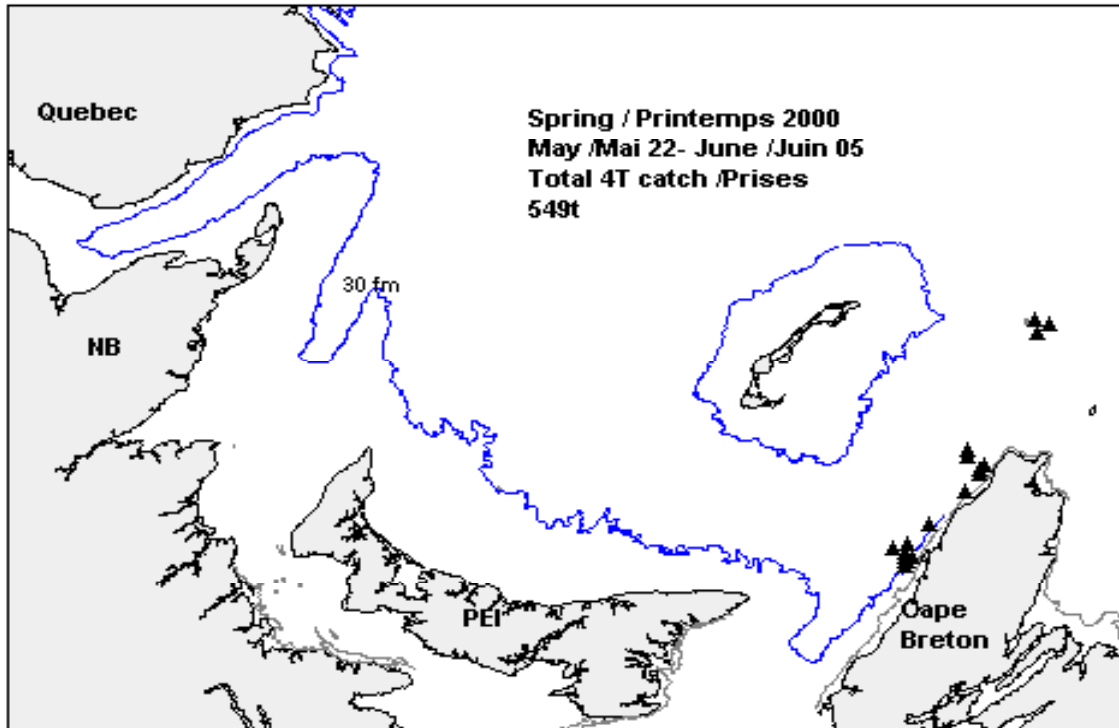 Quebec
Spring / Printemps 2000
May /Mai 22- June /Juin 05
Total 4T catch /Prises
549t
30 fm
NB
PEI
Cape
Breton